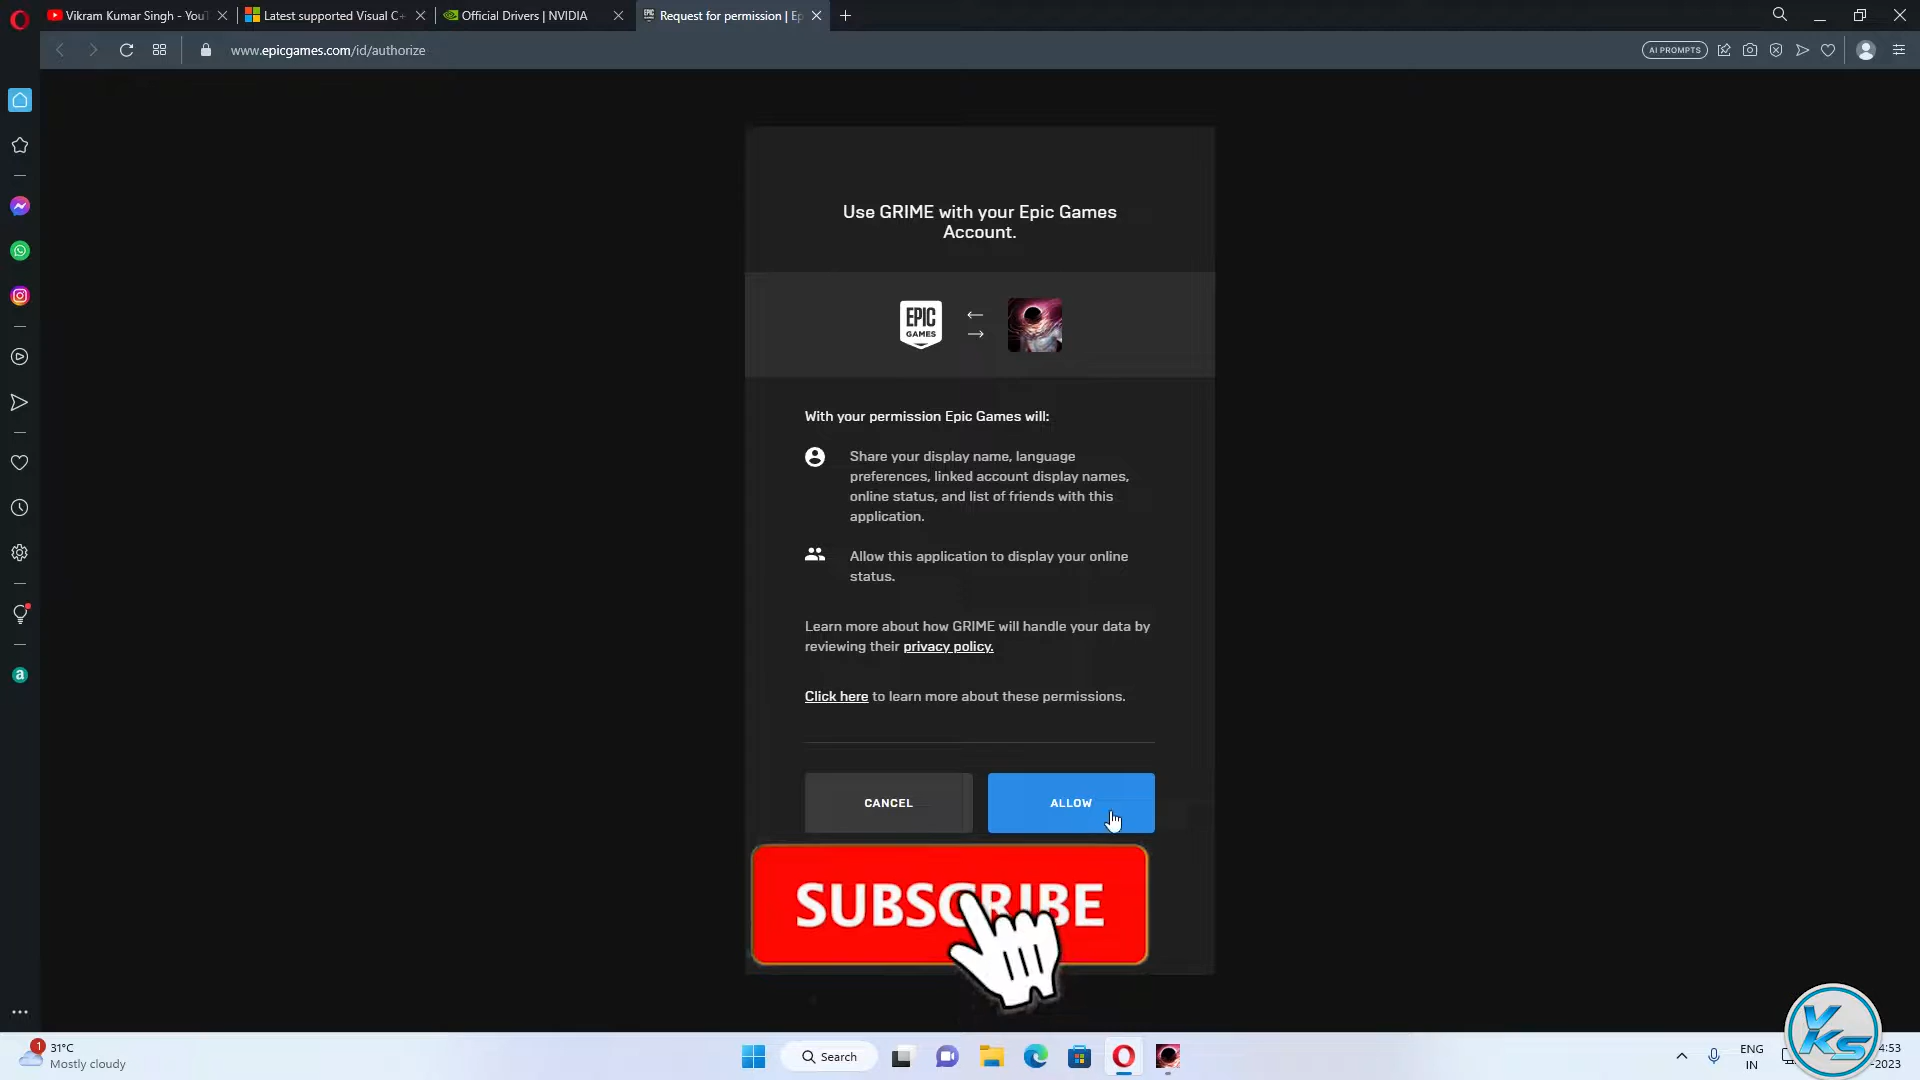 Vikram Kumar Singh - YouT
Latest supported Visual C+
Official Drivers | NVIDIA
Request for permission | Ep
www.epicgames.com/id/authorize
AI PROMPTS
Use GRIME with your Epic Games
Account.
EPIC
GAMES
With your permission Epic Games will:
Share your display name, language
preferences, linked account display names,
online status, and list of friends with this
application.
Allow this application to display your online
status.
Learn more about how GRIME will handle your data by
reviewing their privacy policy.
Click here to learn more about these permissions.
CANCEL
ALLOW
SUBSCRIBE
a
1
31°C
Mostly cloudy
Search
ENG
IN
4:53
-2023
VKS